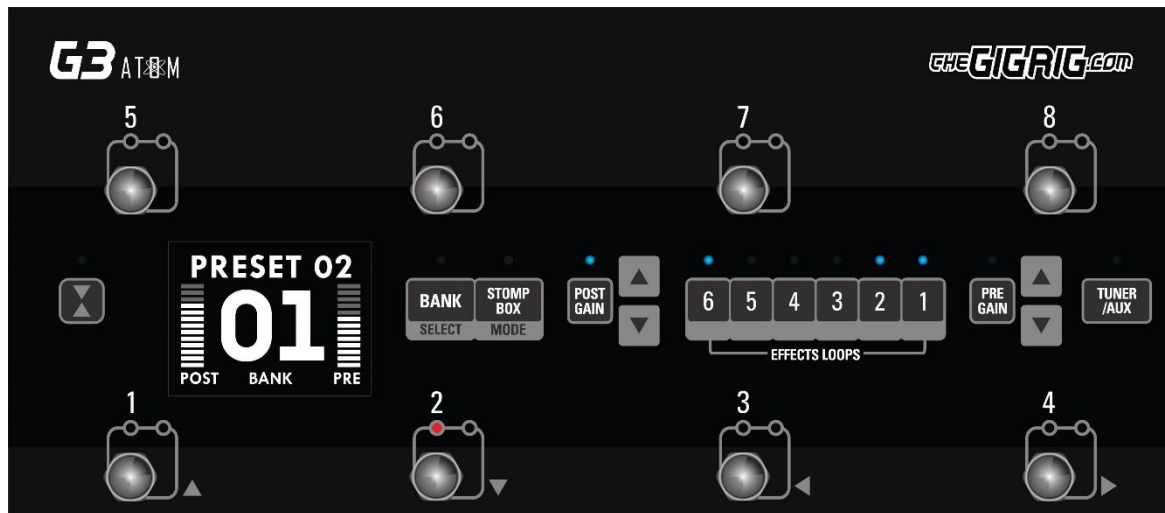 G3 ATOM
THEGIGRIG.COM
5 6 7 8
PRESET 02
01
POST BANK PRE
BANK
SELECT
STOMP
BOX
MODE
POST
GAIN
6 5 4 3 2 1
EFFECTS LOOPS
PRE
GAIN
TUNER
/AUX
1 2 3 4